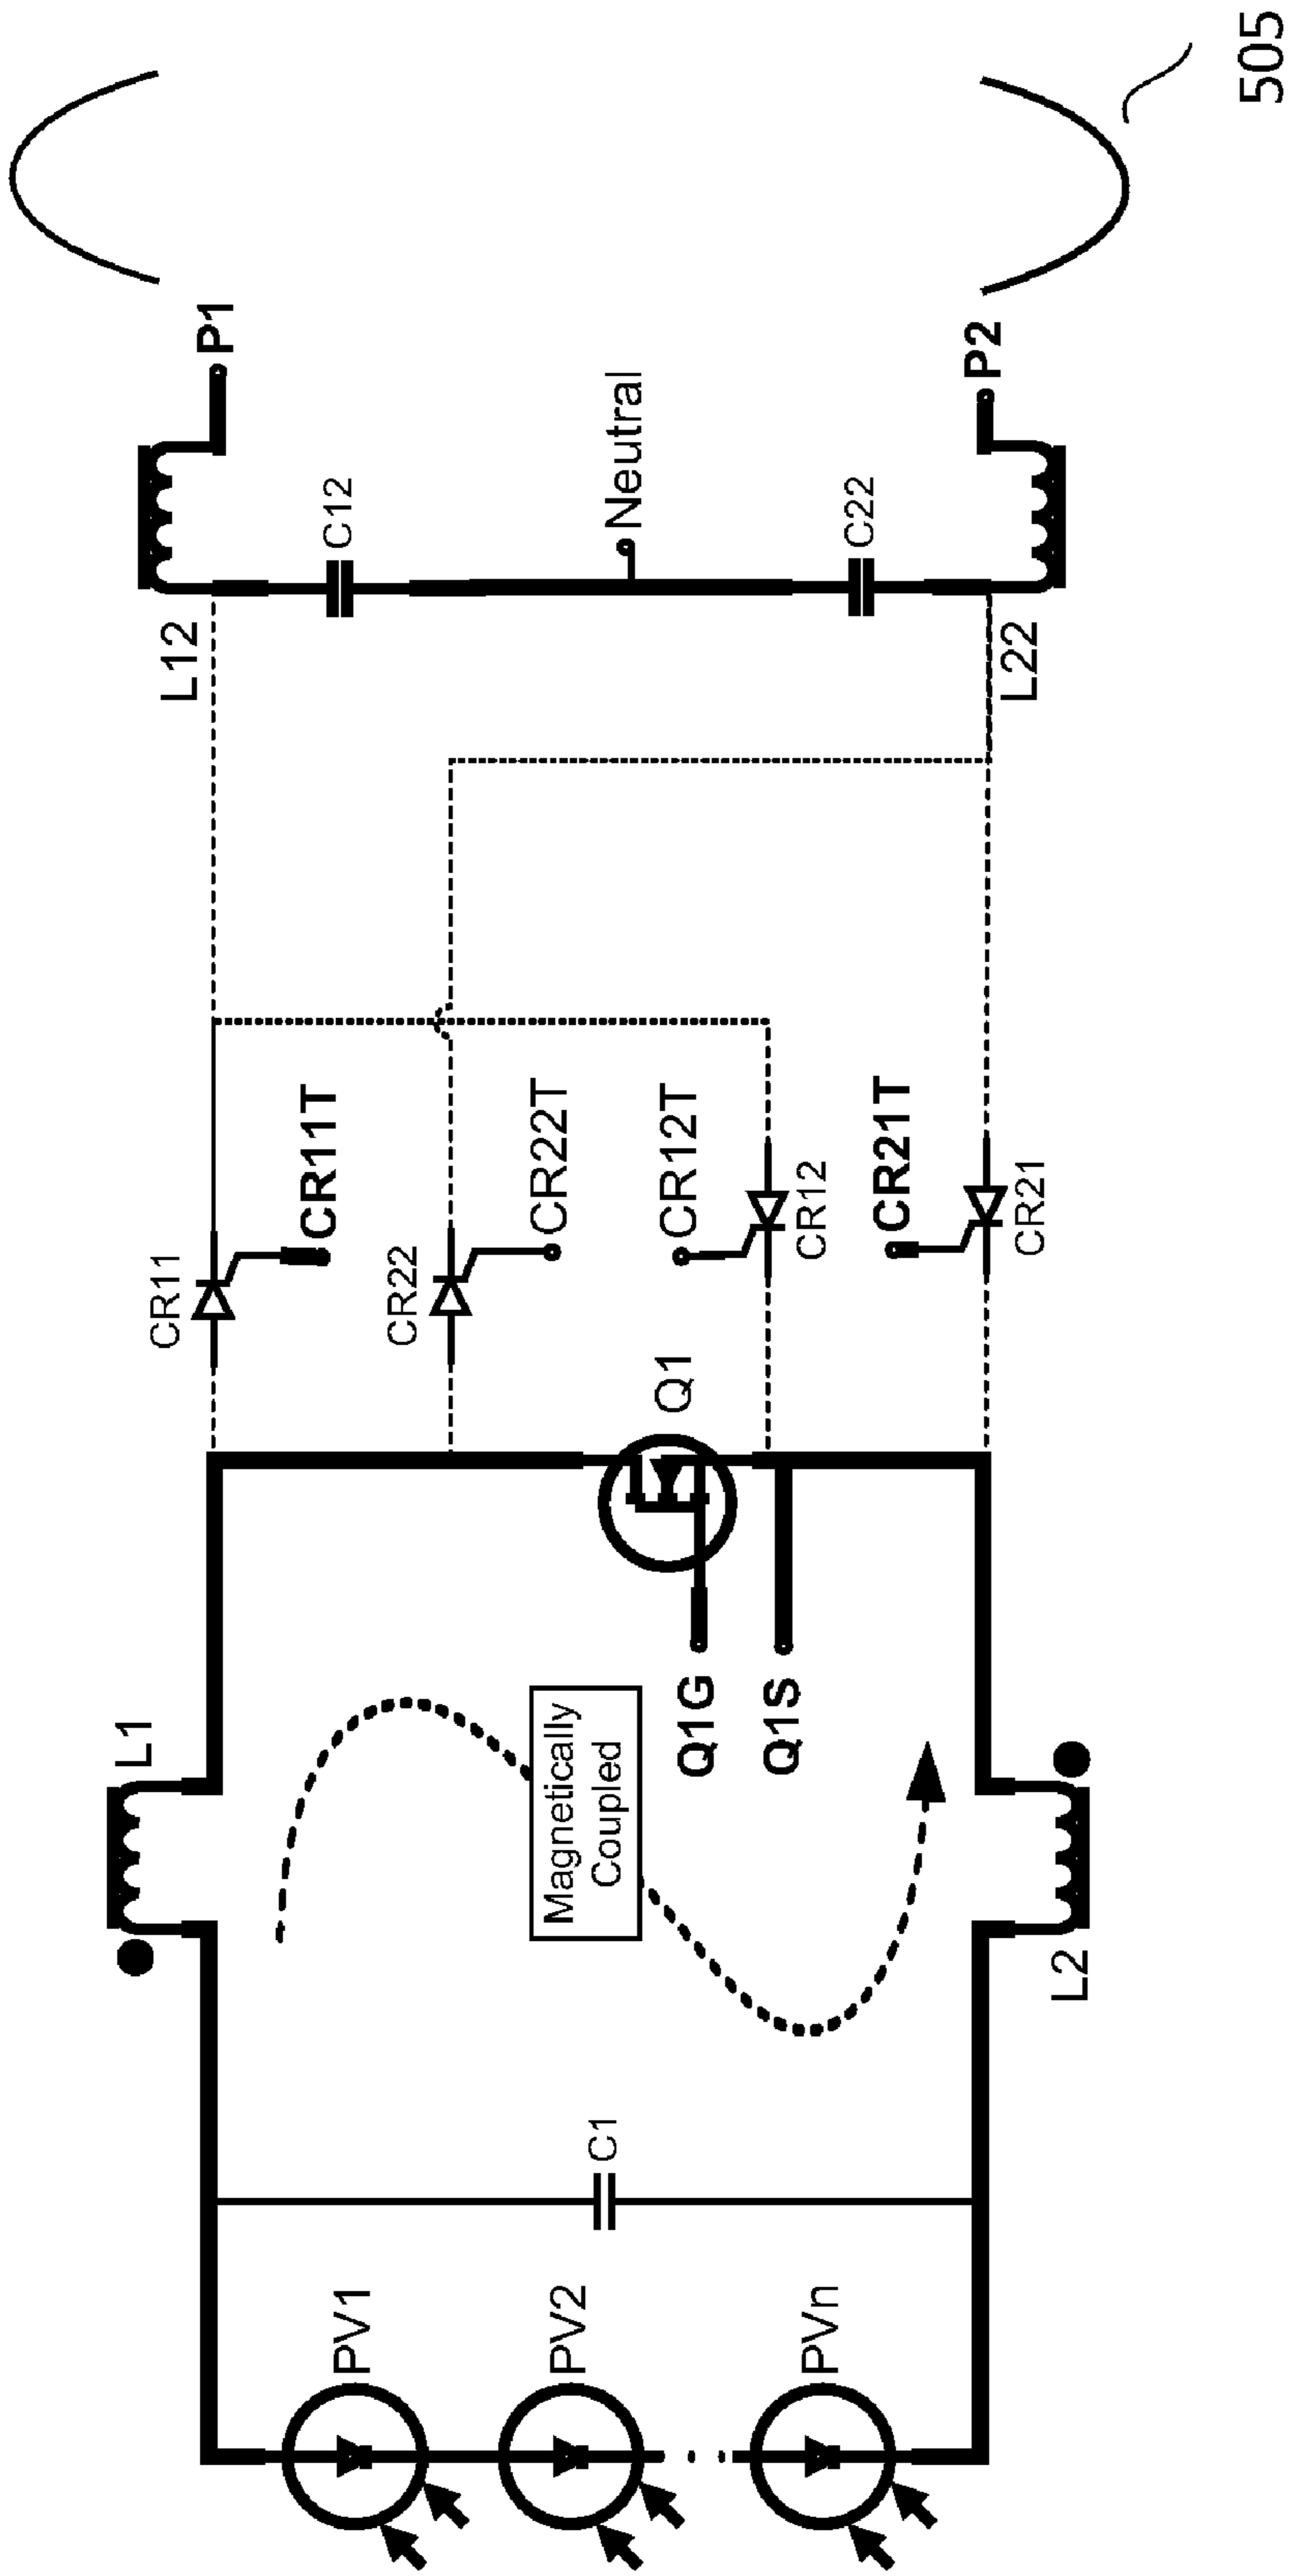 L1
CR11
L12
P1
CR11T
PV1
C12
CR22
CR22T
PV2
Magnetically
Coupled
C1
Q1
Neutral
Q1G
CR12T
Q1S
CR12
PVn
C22
CR21T
P2
CR21
L2
L22
505